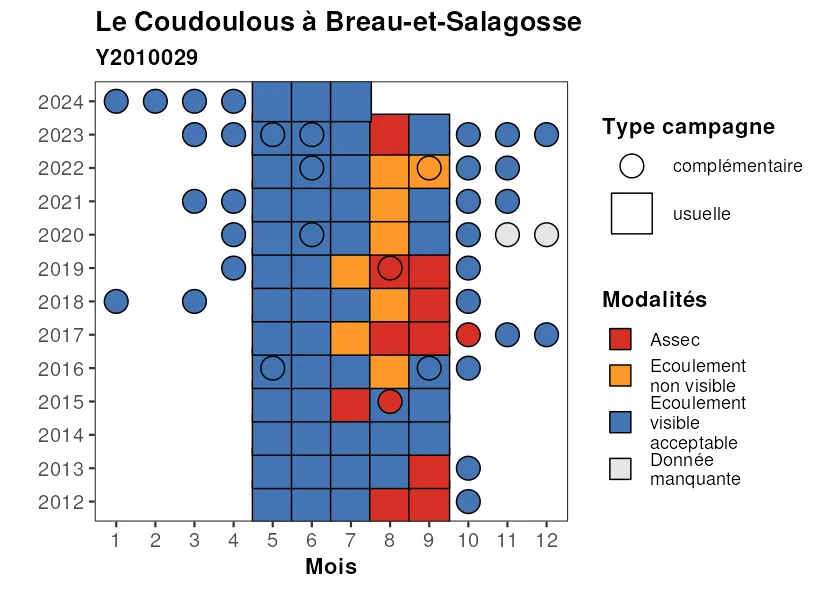 Le Coudoulous à Breau-et-Salagosse
Y2010029
2024
2023
2022
2021
2020
2019
2018
2017
2016
2015
2014
2013
2012
1 2 3 4 5 6 7 8 9 10 11 12
Mois
Type campagne
complémentaire
usuelle
Modalités
Assec
Ecoulement
non visible
Ecoulement
visible
acceptable
Donnée
manquante